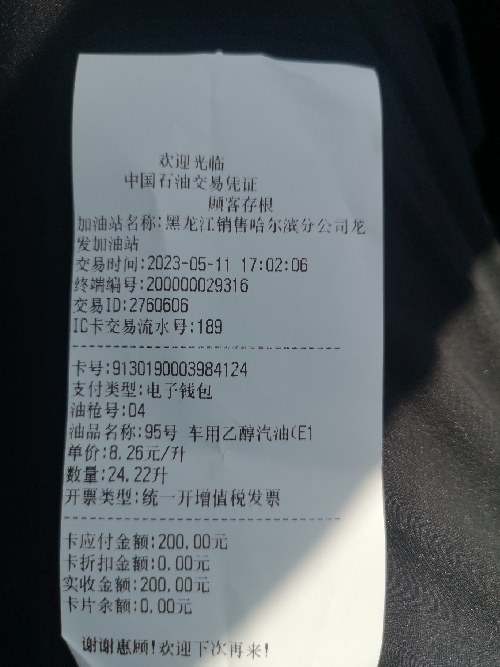 欢迎光临
中国石油交易凭证
顾客存根
加油站名称:黑龙江销售哈尔滨分公司龙
发加油站
交易时间:2023-05-11 17:02:06
终端编号:200000029316
交易ID:2760606
IC卡交易流水号:189
卡号:9130190003984124
支付类型:电子钱包
油枪号:04
油品名称:95号 车用乙醇汽油(E1
单价:8.26元/升
数量:24.22升
开票类型:统一开增值税发票
卡应付金额:200.00元
卡折扣金额:0.00元
实收金额:200.00元
卡片余额:0.00元
谢谢惠顾!欢迎下次再来!